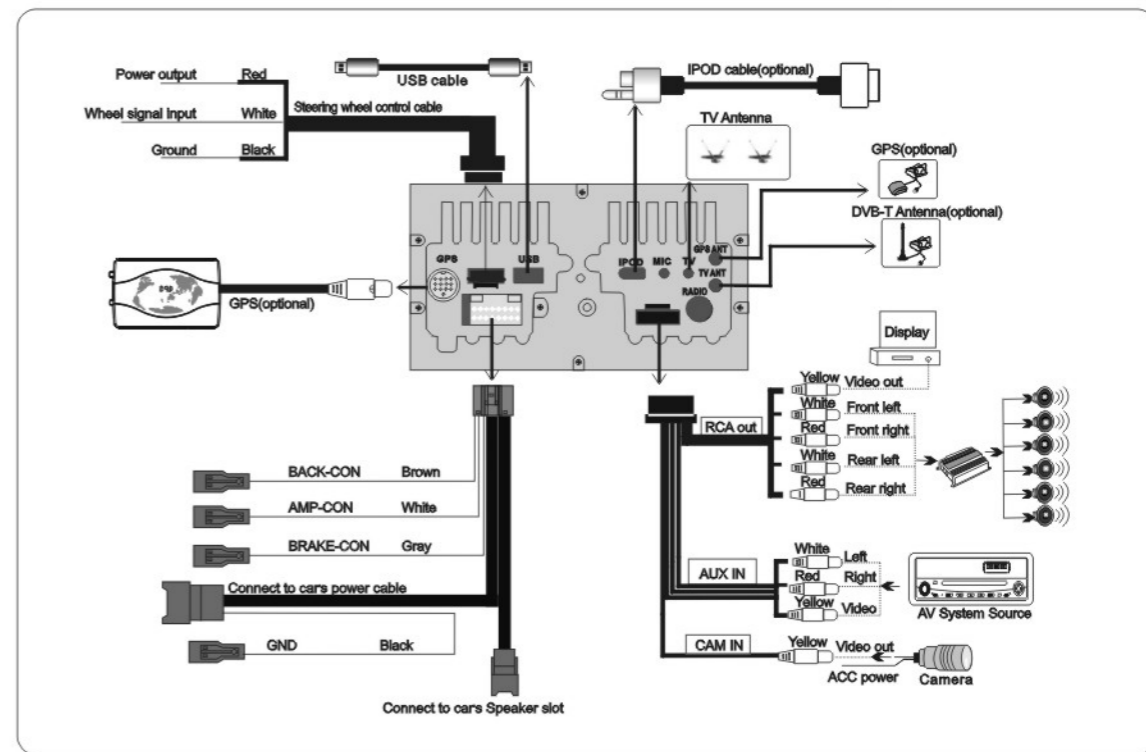 Power output
Red
USB cable
IPOD cable(optional)
Wheel signal input
White
Steering wheel control cable
TV Antenna
Ground
Black
GPS(optional)
DVB-T Antenna(optional)
GPS
USB
IPOD
MIC
TV
GPS ANT
TV ANT
RADIO
GPS(optional)
Display
Yellow
Video out
White
Front left
RCA out
Red
Front right
White
Rear left
Red
Rear right
BACK-CON
Brown
AMP-CON
White
BRAKE-CON
Gray
White
Left
AUX IN
Red
Right
Connect to car's power cable
Yellow
Video
AV System Source
GND
Black
CAM IN
Yellow
Video out
ACC power
Camera
Connect to car's Speaker slot